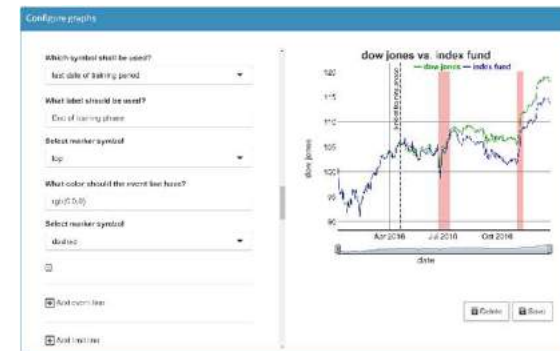 Configure graphs
Which symbol shall be used?
last date of training period
What label should be used?
End of training phase
Select marker symbol
top
What color should the event line have?
rgb(0,0,0)
Select marker symbol
dashed
Add event line
Add limit line
dow jones vs. index fund
dow jones
index fund
120
115
110
105
100
95
90
dow jones
Apr 2016
Jul 2016
Oct 2016
date
Delete
Save